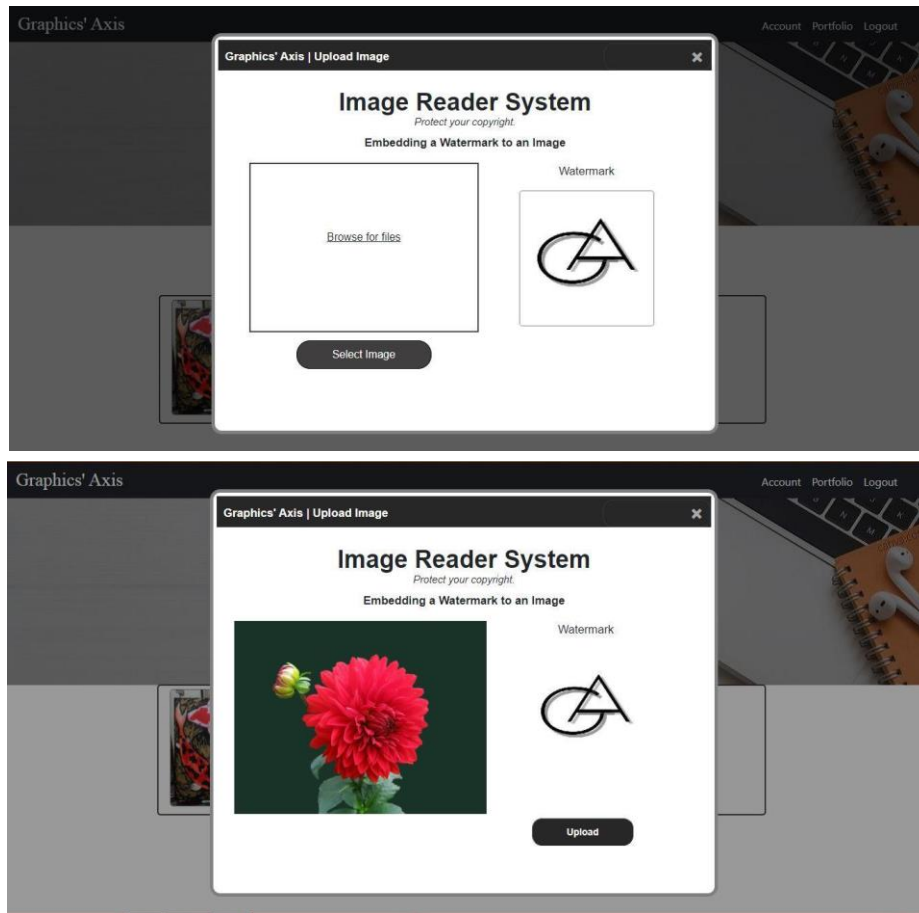 Graphics' Axis
Account Portfolio Logout
Graphics' Axis | Upload Image
Image Reader System
Protect your copyright.
Embedding a Watermark to an Image
Watermark
Browse for files
GA
Select Image
Graphics' Axis
Account Portfolio Logout
Graphics' Axis | Upload Image
Image Reader System
Protect your copyright.
Embedding a Watermark to an Image
Watermark
GA
Upload